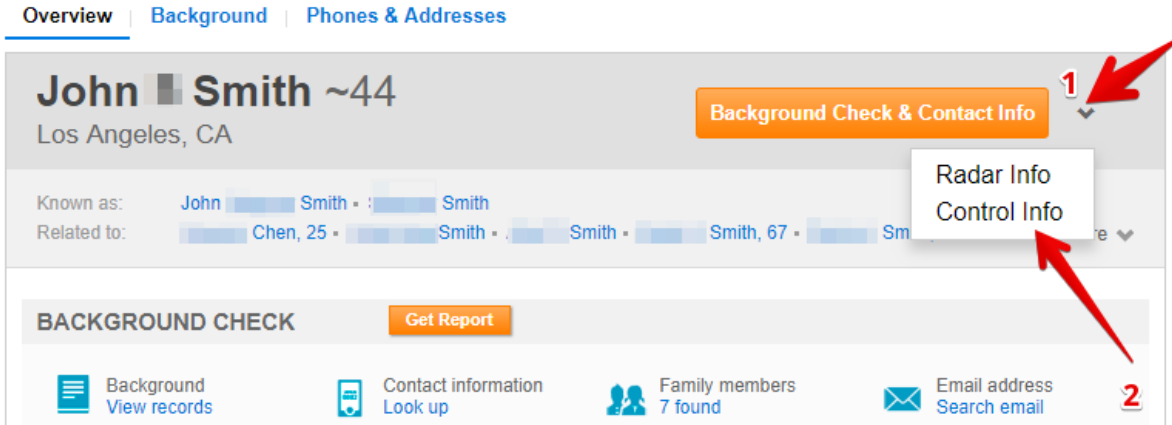 Overview Background Phones & Addresses
John Smith ~44
Los Angeles, CA
Background Check & Contact Info
1
Radar Info
Control Info
Known as: John Smith Smith
Related to: Chen, 25 Smith Smith Smith, 67
BACKGROUND CHECK Get Report
Background
View records
Contact information
Look up
Family members
7 found
Email address
Search email
2